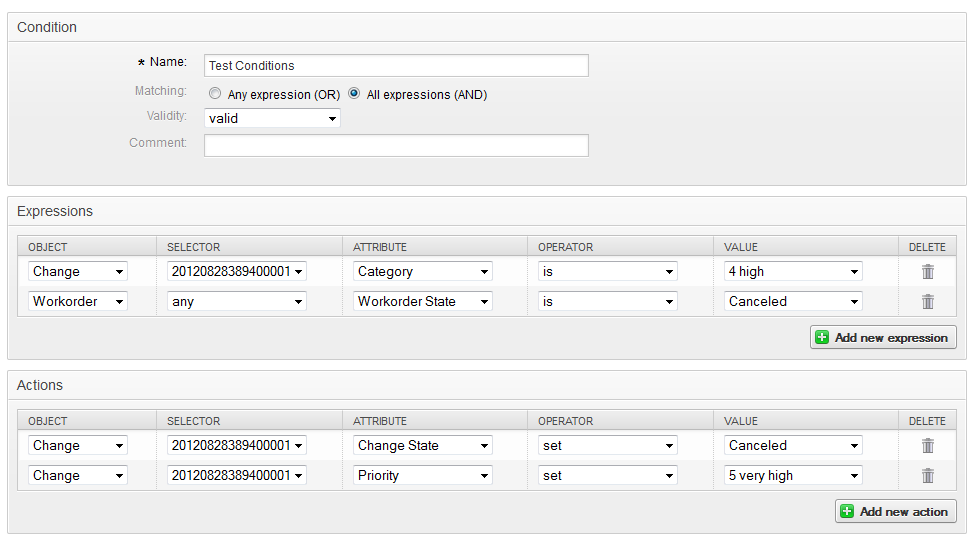 Condition
* Name: Test Conditions
Matching: Any expression (OR) All expressions (AND)
Validity: valid
Comment:
Expressions
OBJECT SELECTOR ATTRIBUTE OPERATOR VALUE DELETE
Change 20120828389400001 Category is 4 high
Workorder any Workorder State is Canceled
Add new expression
Actions
OBJECT SELECTOR ATTRIBUTE OPERATOR VALUE DELETE
Change 20120828389400001 Change State set Canceled
Change 20120828389400001 Priority set 5 very high
Add new action